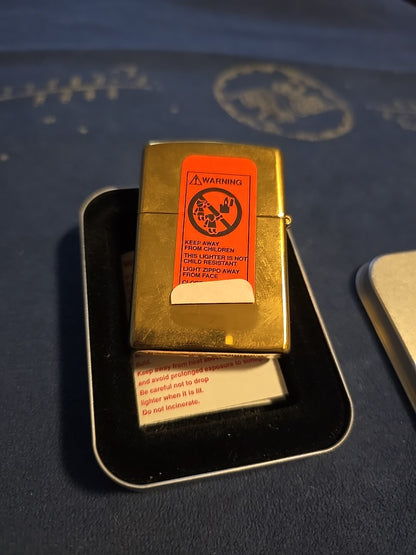 WARNING
KEEP AWAY
FROM CHILDREN
THIS LIGHTER IS NOT
CHILD RESISTANT
LIGHT ZIPPO AWAY
FROM FACE
Keep away from
and avoid prolonged exposure to
Be careful not to drop
lighter when it is lit.
Do not incinerate.